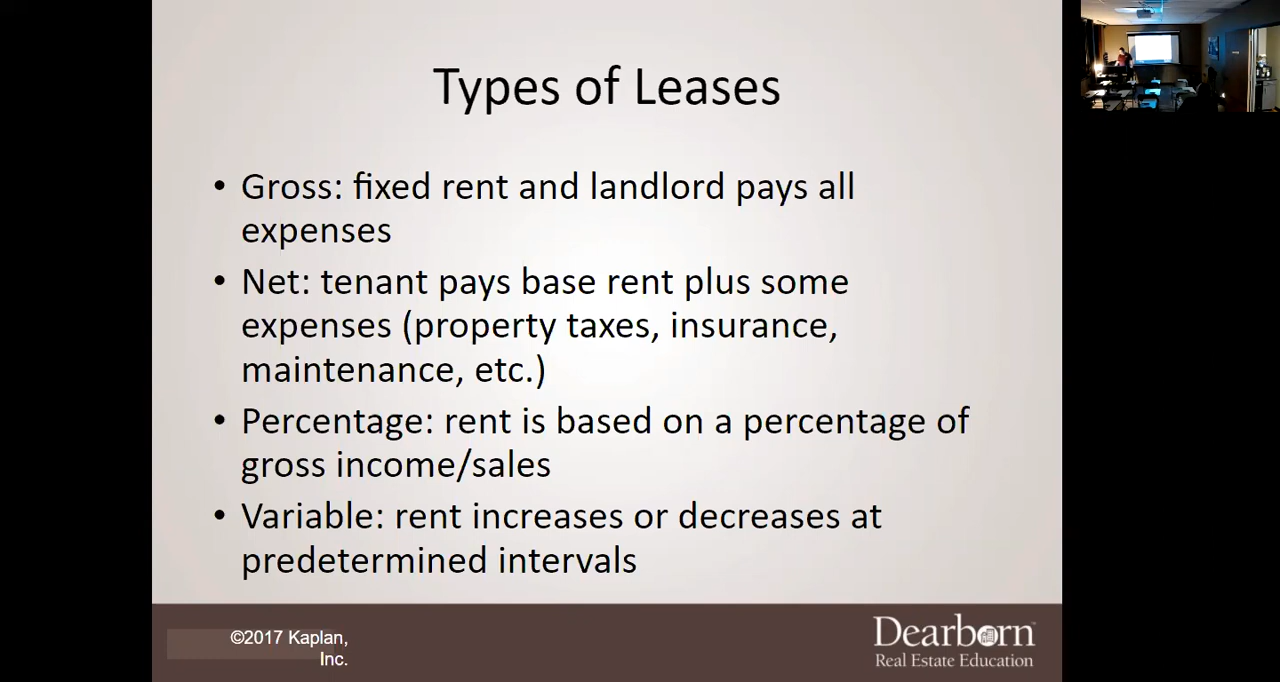 Types of Leases
• Gross: fixed rent and landlord pays all
expenses
• Net: tenant pays base rent plus some
expenses (property taxes, insurance,
maintenance, etc.)
• Percentage: rent is based on a percentage of
gross income/sales
• Variable: rent increases or decreases at
predetermined intervals
©2017 Kaplan,
Inc.
Dearborn™
Real Estate Education